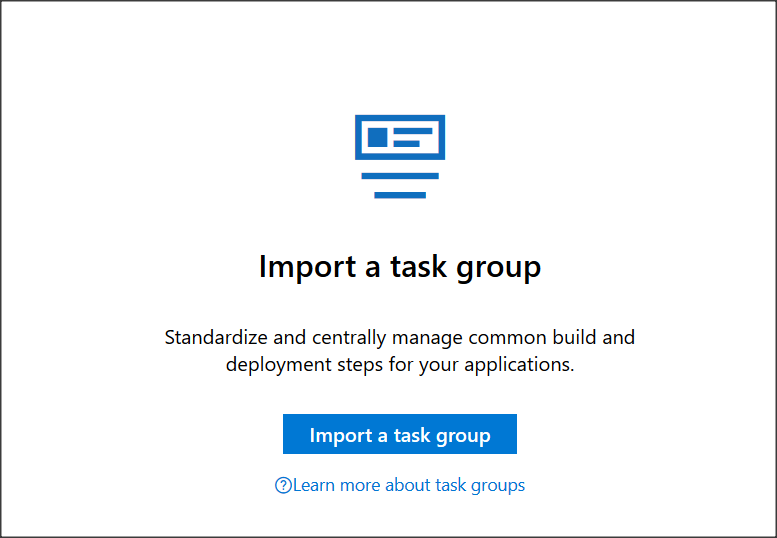 Import a task group
Standardize and centrally manage common build and
deployment steps for your applications.
Import a task group
Learn more about task groups